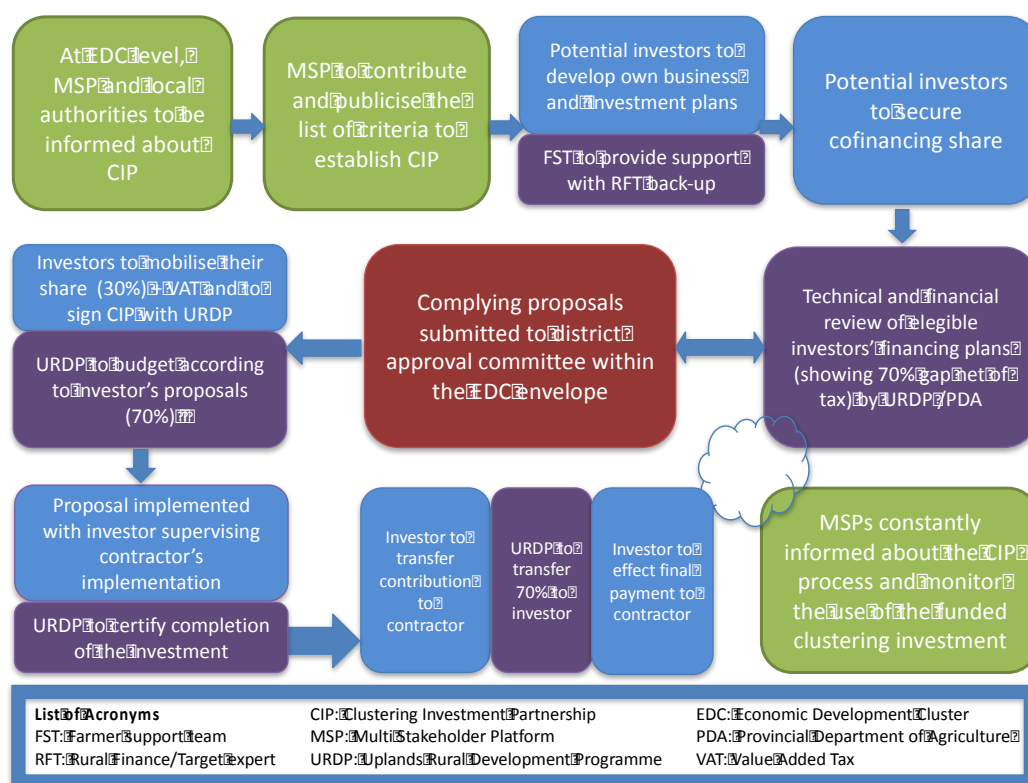 At EDC level,
MSP and local
authorities to be
informed about
CIP
MSP to contribute
and publicise the
list of criteria to
establish CIP
Potential investors to
develop own business
and investment plans
FST to provide support
with RFT back-up
Potential investors
to secure
cofinancing share
Investors to mobilise their
share (30%) + VAT and to
sign CIP with URDP
URDP to budget according
to investor's proposals
(70%)
Complying proposals
submitted to district
approval committee within
the EDC envelope
Technical and financial
review of elegible
investors' financing plans
(showing 70% gap net of
tax) by URDP /PDA
Proposal implemented
with investor supervising
contractor's
implementation
URDP to certify completion
of the investment
Investor to
transfer
contribution
to
contractor
URDP to
transfer
70% to
investor
Investor to
effect final
payment to
contractor
MSPs constantly
informed about the CIP
process and monitor
the use of the funded
clustering investment
List of Acronyms
FST: Farmer support team
RFT: Rural Finance/Target expert
CIP: Clustering Investment Partnership
MSP: Multi Stakeholder Platform
URDP: Uplands Rural Development Programme
EDC: Economic Development Cluster
PDA: Provincial Department of Agriculture
VAT: Value Added Tax